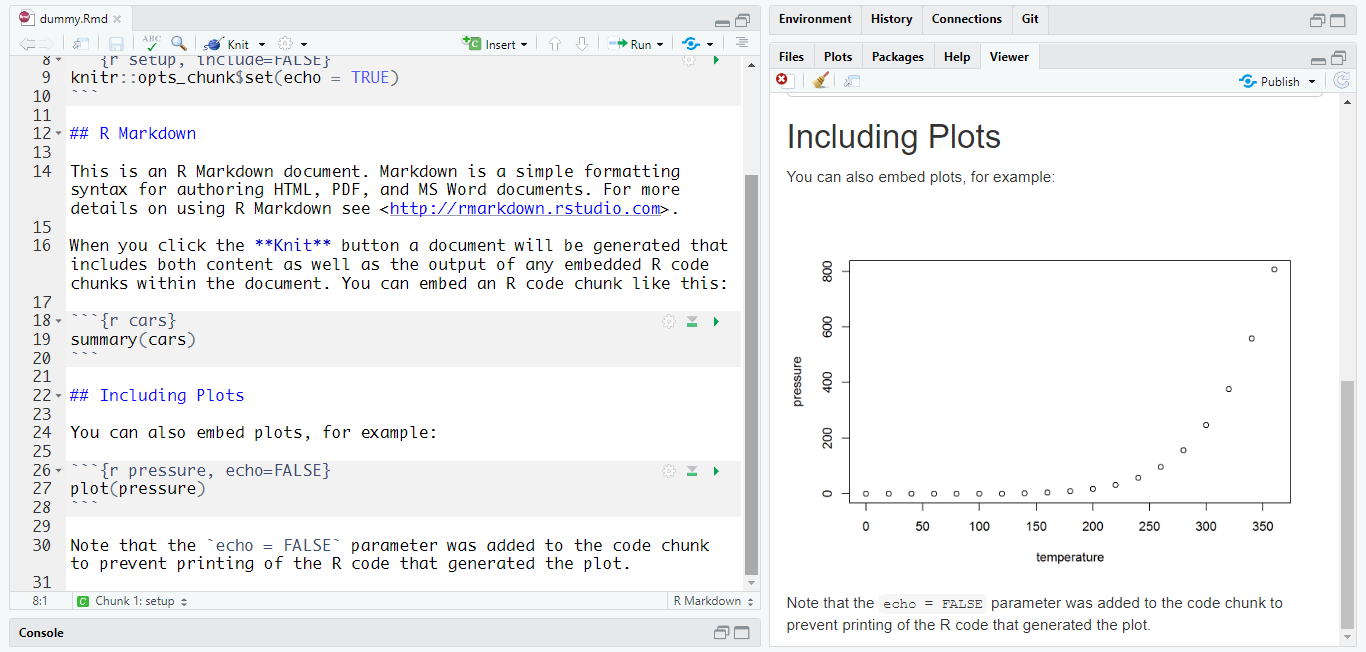 dummy.Rmd
ABC
Knit
Insert
Run
8 ```{r setup, include=FALSE}
9 knitr::opts_chunk$set(echo = TRUE)
10 ```
11
12 ## R Markdown
13
14 This is an R Markdown document. Markdown is a simple formatting
syntax for authoring HTML, PDF, and MS Word documents. For more
details on using R Markdown see <http://rmarkdown.rstudio.com>.
15
16 When you click the **Knit** button a document will be generated that
includes both content as well as the output of any embedded R code
chunks within the document. You can embed an R code chunk like this:
17
18 ```{r cars}
19 summary(cars)
20 ```
21
22 ## Including Plots
23
24 You can also embed plots, for example:
25
26 ```{r pressure, echo=FALSE}
27 plot(pressure)
28 ```
29
30 Note that the `echo = FALSE` parameter was added to the code chunk
to prevent printing of the R code that generated the plot.
31
8:1 C Chunk 1: setup R Markdown
Console
Environment History Connections Git
Files Plots Packages Help Viewer
Publish
Including Plots
You can also embed plots, for example:
800
600
400
200
0
pressure
0 50 100 150 200 250 300 350
temperature
Note that the echo = FALSE parameter was added to the code chunk to
prevent printing of the R code that generated the plot.